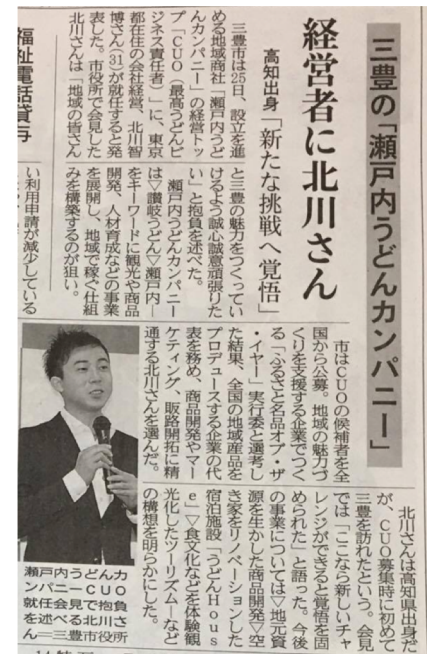 三豊の「瀬戸内うどんカンパニー」
経営者に北川さん
高知出身「新たな挑戦へ覚悟」
三豊市は25日、設立を進
める地域商社「瀬戸内うど
んカンパニー」の経営トッ
プ「CUO(最高うどんビ
ジネス責任者)」に、東京
都在住の会社経営、北川智
博さん(31)が就任すると発
表した。市役所で会見した
北川さんは「地域の皆さん
と三豊の魅力をつくってい
けるよう誠心誠意頑張りた
い」と抱負を述べた。
瀬戸内うどんカンパニー
は▽讃岐うどん▽瀬戸内―
をキーワードに観光や商品
開発、人材育成などの事業
を展開し、地域で稼ぐ仕組
みを構築するのが狙い。
市はCUOの候補者を全
国から公募。地域の魅力づ
くりを支援する企業でつく
る「ふるさと名品オブ・ザ
・イヤー」実行委と選考し
た結果、全国の地域産品を
プロデュースする企業の代
表を務め、商品開発やマー
ケティング、販路開拓に精
通する北川さんを選んだ。
北川さんは高知県出身だ
が、CUO募集時に初めて
三豊を訪れたという。会見
では「ここなら新しいチャ
レンジができると覚悟を固
められた」と語った。今後
の事業については▽地元資
源を生かした商品開発▽空
き家をリノベーションした
宿泊施設「うどんHous
e」▽食文化などを体験観
光化したツーリズム―など
の構想を明らかにした。
瀬戸内うどんカ
ンパニーCUO
就任会見で抱負
を述べる北川さ
ん=三豊市役所
福祉電話貸与
い利用申請が減少している